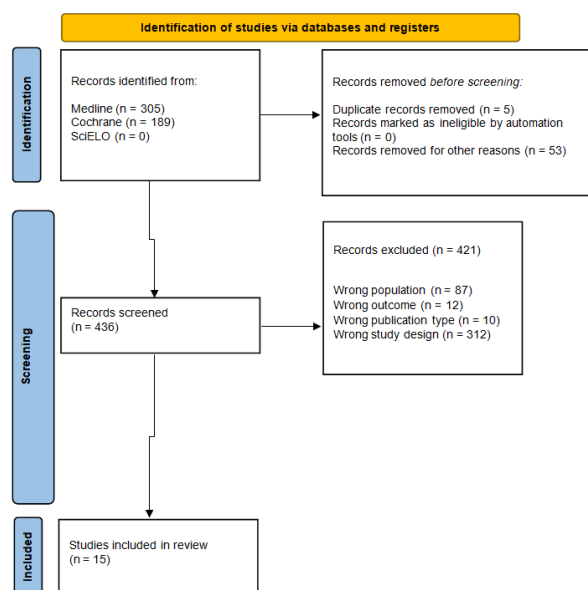 Identification of studies via databases and registers
Identification
Records identified from:
Medline (n = 305)
Cochrane (n = 189)
SciELO (n = 0)
Records removed before screening:
Duplicate records removed (n = 5)
Records marked as ineligible by automation
tools (n = 0)
Records removed for other reasons (n = 53)
Screening
Records screened
(n = 436)
Records excluded (n = 421)
Wrong population (n = 87)
Wrong outcome (n = 12)
Wrong publication type (n = 10)
Wrong study design (n = 312)
Included
Studies included in review
(n = 15)